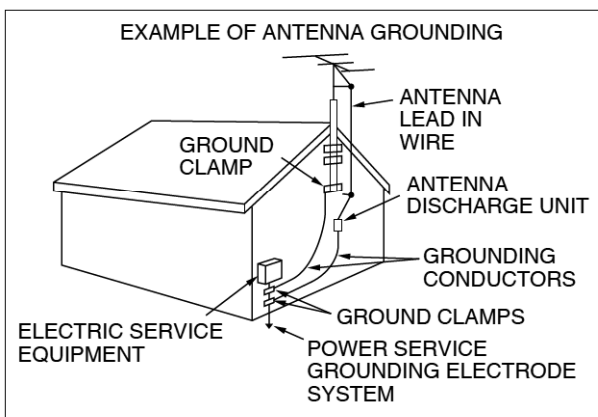 EXAMPLE OF ANTENNA GROUNDING
ANTENNA
LEAD IN
WIRE
GROUND
CLAMP
ANTENNA
DISCHARGE UNIT
GROUNDING
CONDUCTORS
GROUND CLAMPS
ELECTRIC SERVICE
EQUIPMENT
POWER SERVICE
GROUNDING ELECTRODE
SYSTEM